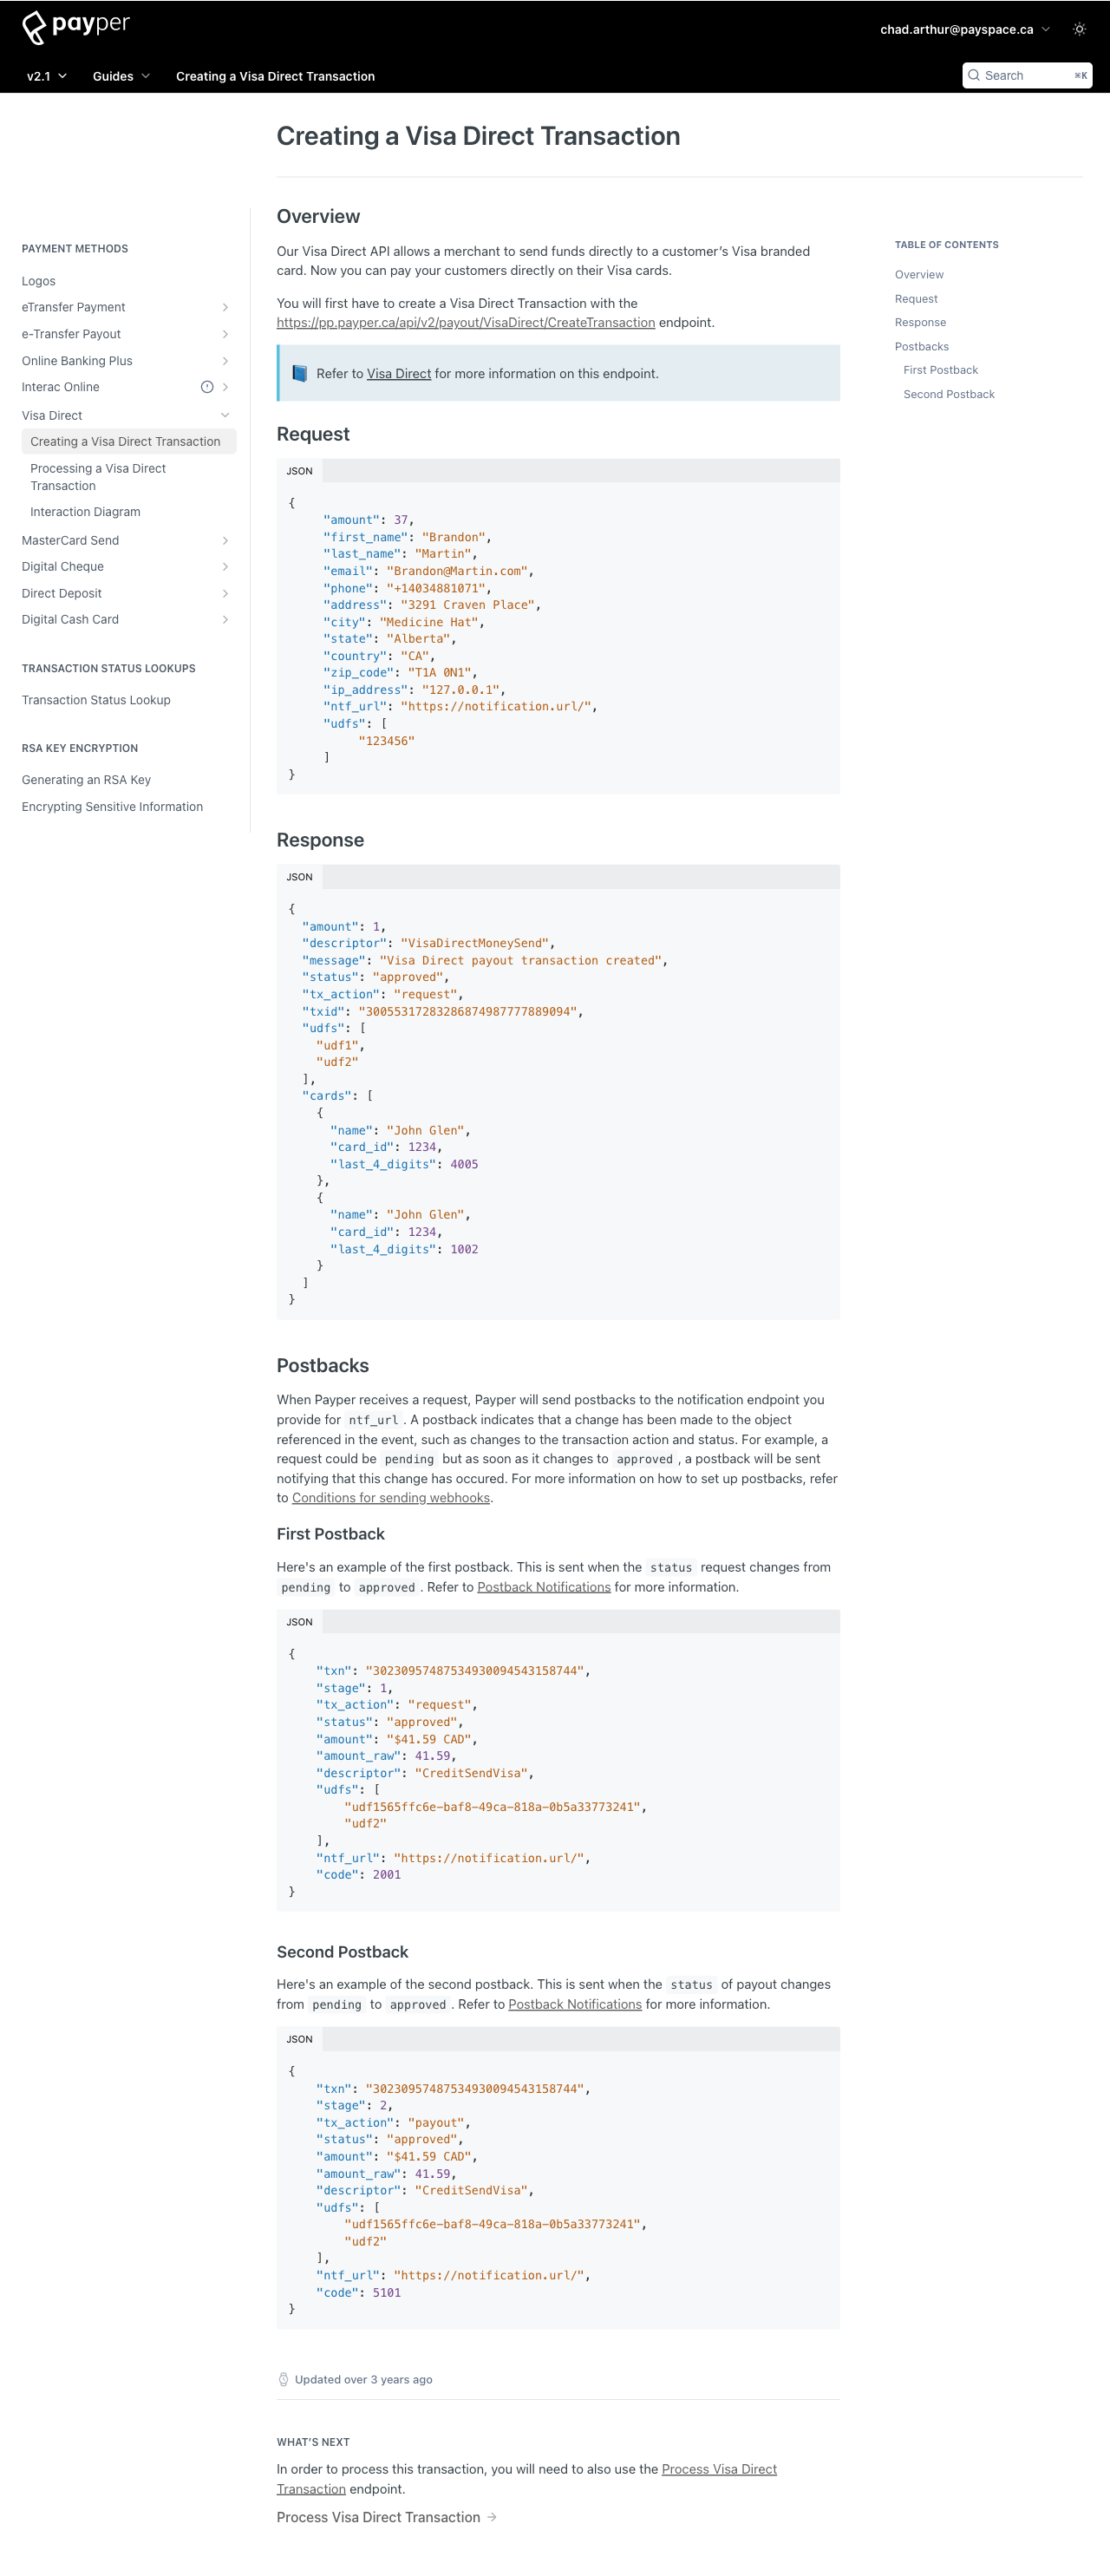 payper
chad.arthur@payspace.ca
v2.1
Guides
Creating a Visa Direct Transaction
Search
⌘K
Creating a Visa Direct Transaction
PAYMENT METHODS
Logos
eTransfer Payment
e-Transfer Payout
Online Banking Plus
Interac Online
Visa Direct
Creating a Visa Direct Transaction
Processing a Visa Direct
Transaction
Interaction Diagram
MasterCard Send
Digital Cheque
Direct Deposit
Digital Cash Card
TRANSACTION STATUS LOOKUPS
Transaction Status Lookup
RSA KEY ENCRYPTION
Generating an RSA Key
Encrypting Sensitive Information
Overview
Our Visa Direct API allows a merchant to send funds directly to a customer’s Visa branded
card. Now you can pay your customers directly on their Visa cards.
You will first have to create a Visa Direct Transaction with the
https://pp.payper.ca/api/v2/payout/VisaDirect/CreateTransaction endpoint.
Refer to Visa Direct for more information on this endpoint.
Request
JSON
{
"amount": 37,
"first_name": "Brandon",
"last_name": "Martin",
"email": "Brandon@Martin.com",
"phone": "+14034881071",
"address": "3291 Craven Place",
"city": "Medicine Hat",
"state": "Alberta",
"country": "CA",
"zip_code": "T1A 0N1",
"ip_address": "127.0.0.1",
"ntf_url": "https://notification.url/",
"udfs": [
"123456"
]
}
Response
JSON
{
"amount": 1,
"descriptor": "VisaDirectMoneySend",
"message": "Visa Direct payout transaction created",
"status": "approved",
"tx_action": "request",
"txid": "30055317283286874987777889094",
"udfs": [
"udf1",
"udf2"
],
"cards": [
{
"name": "John Glen",
"card_id": 1234,
"last_4_digits": 4005
},
{
"name": "John Glen",
"card_id": 1234,
"last_4_digits": 1002
}
]
}
Postbacks
When Payper receives a request, Payper will send postbacks to the notification endpoint you
provide for ntf_url. A postback indicates that a change has been made to the object
referenced in the event, such as changes to the transaction action and status. For example, a
request could be pending but as soon as it changes to approved, a postback will be sent
notifying that this change has occured. For more information on how to set up postbacks, refer
to Conditions for sending webhooks.
First Postback
Here's an example of the first postback. This is sent when the status request changes from
pending to approved. Refer to Postback Notifications for more information.
JSON
{
"txn": "30230957487534930094543158744",
"stage": 1,
"tx_action": "request",
"status": "approved",
"amount": "$41.59 CAD",
"amount_raw": 41.59,
"descriptor": "CreditSendVisa",
"udfs": [
"udf1565ffc6e-baf8-49ca-818a-0b5a33773241",
"udf2"
],
"ntf_url": "https://notification.url/",
"code": 2001
}
Second Postback
Here's an example of the second postback. This is sent when the status of payout changes
from pending to approved. Refer to Postback Notifications for more information.
JSON
{
"txn": "30230957487534930094543158744",
"stage": 2,
"tx_action": "payout",
"status": "approved",
"amount": "$41.59 CAD",
"amount_raw": 41.59,
"descriptor": "CreditSendVisa",
"udfs": [
"udf1565ffc6e-baf8-49ca-818a-0b5a33773241",
"udf2"
],
"ntf_url": "https://notification.url/",
"code": 5101
}
Updated over 3 years ago
WHAT’S NEXT
In order to process this transaction, you will need to also use the Process Visa Direct
Transaction endpoint.
Process Visa Direct Transaction →
TABLE OF CONTENTS
Overview
Request
Response
Postbacks
First Postback
Second Postback